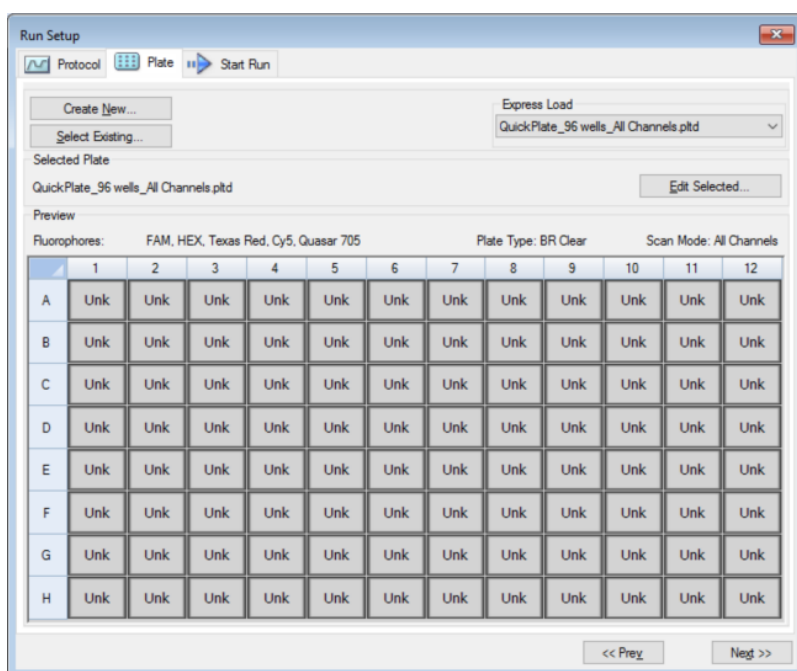 Run Setup
Protocol Plate Start Run
Create New...
Select Existing...
Express Load
QuickPlate_96 wells_All Channels.pltd
Selected Plate
QuickPlate_96 wells_All Channels.pltd
Edit Selected...
Preview
Fluorophores: FAM, HEX, Texas Red, Cy5, Quasar 705 Plate Type: BR Clear Scan Mode: All Channels
1 2 3 4 5 6 7 8 9 10 11 12
A Unk Unk Unk Unk Unk Unk Unk Unk Unk Unk Unk Unk
B Unk Unk Unk Unk Unk Unk Unk Unk Unk Unk Unk Unk
C Unk Unk Unk Unk Unk Unk Unk Unk Unk Unk Unk Unk
D Unk Unk Unk Unk Unk Unk Unk Unk Unk Unk Unk Unk
E Unk Unk Unk Unk Unk Unk Unk Unk Unk Unk Unk Unk
F Unk Unk Unk Unk Unk Unk Unk Unk Unk Unk Unk Unk
G Unk Unk Unk Unk Unk Unk Unk Unk Unk Unk Unk Unk
H Unk Unk Unk Unk Unk Unk Unk Unk Unk Unk Unk Unk
<< Prev Next >>